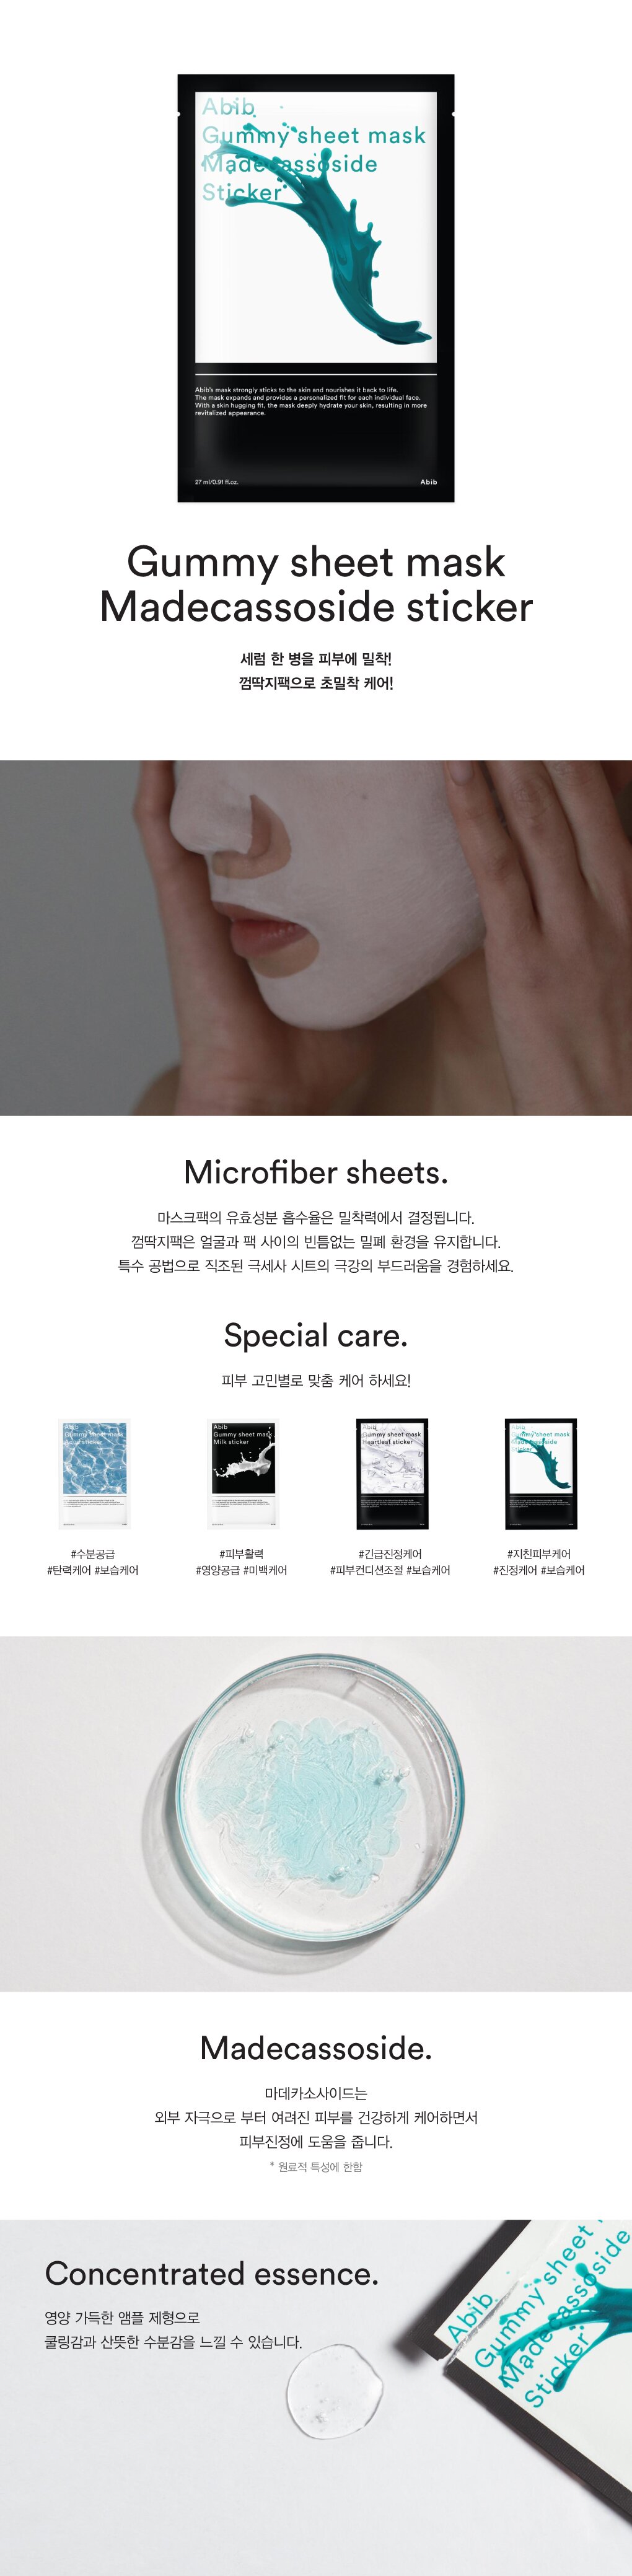 Abib
Gummy sheet mask
Madecassoside
Sticker
Abib's mask strongly sticks to the skin and nourishes it back to life.
The mask expands and provides a personalized fit for each individual face.
With a skin hugging fit, the mask deeply hydrate your skin, resulting in more
revitalized appearance.
27 ml/0.91 fl.oz.
Abib
Gummy sheet mask
Madecassoside sticker
세럼 한 병을 피부에 밀착!
껌딱지팩으로 초밀착 케어!
Microfiber sheets.
마스크팩의 유효성분 흡수율은 밀착력에서 결정됩니다.
껌딱지팩은 얼굴과 팩 사이의 빈틈없는 밀폐 환경을 유지합니다.
특수 공법으로 직조된 극세사 시트의 극강의 부드러움을 경험하세요.
Special care.
피부 고민별로 맞춤 케어 하세요!
Abib
Gummy sheet mask
sticker
Abib
Gummy sheet mask
Milk sticker
Abib
Gummy sheet mask
Heartleaf sticker
Abib
Gummy sheet mask
Madecassoside
Sticker
#수분공급
#탄력케어 #보습케어
#피부활력
#영양공급 #미백케어
#긴급진정케어
#피부컨디션조절 #보습케어
#지친피부케어
#진정케어 #보습케어
Madecassoside.
마데카소사이드는
외부 자극으로 부터 여려진 피부를 건강하게 케어하면서
피부진정에 도움을 줍니다.
* 원료적 특성에 한함
Concentrated essence.
영양 가득한 앰플 제형으로
쿨링감과 산뜻한 수분감을 느낄 수 있습니다.
Abib
Gummy sheet
Madecassoside
Sticker